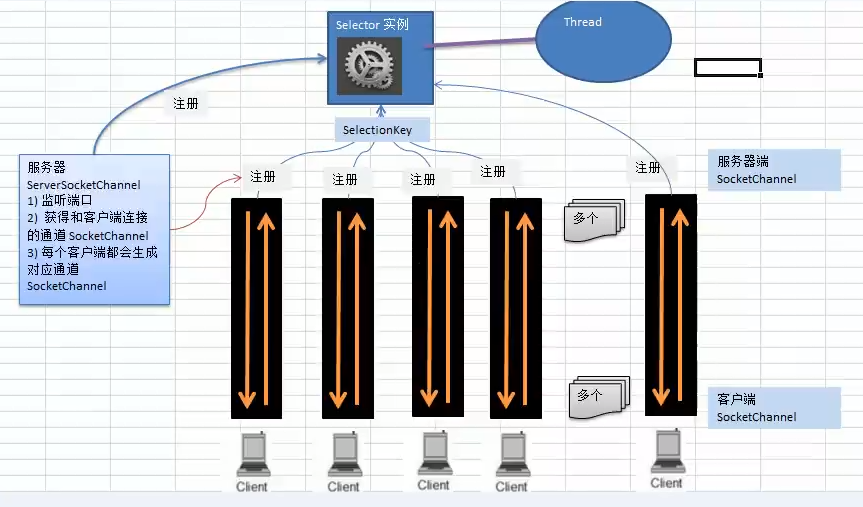 Selector 实例
Thread
注册
SelectionKey
服务器
ServerSocketChannel
1) 监听端口
2) 获得和客户端连接
的通道 SocketChannel
3) 每个客户端都会生成
对应通道
SocketChannel
注册
注册
注册
注册
注册
服务器端
SocketChannel
多个
多个
客户端
SocketChannel
Client
Client
Client
Client
Client